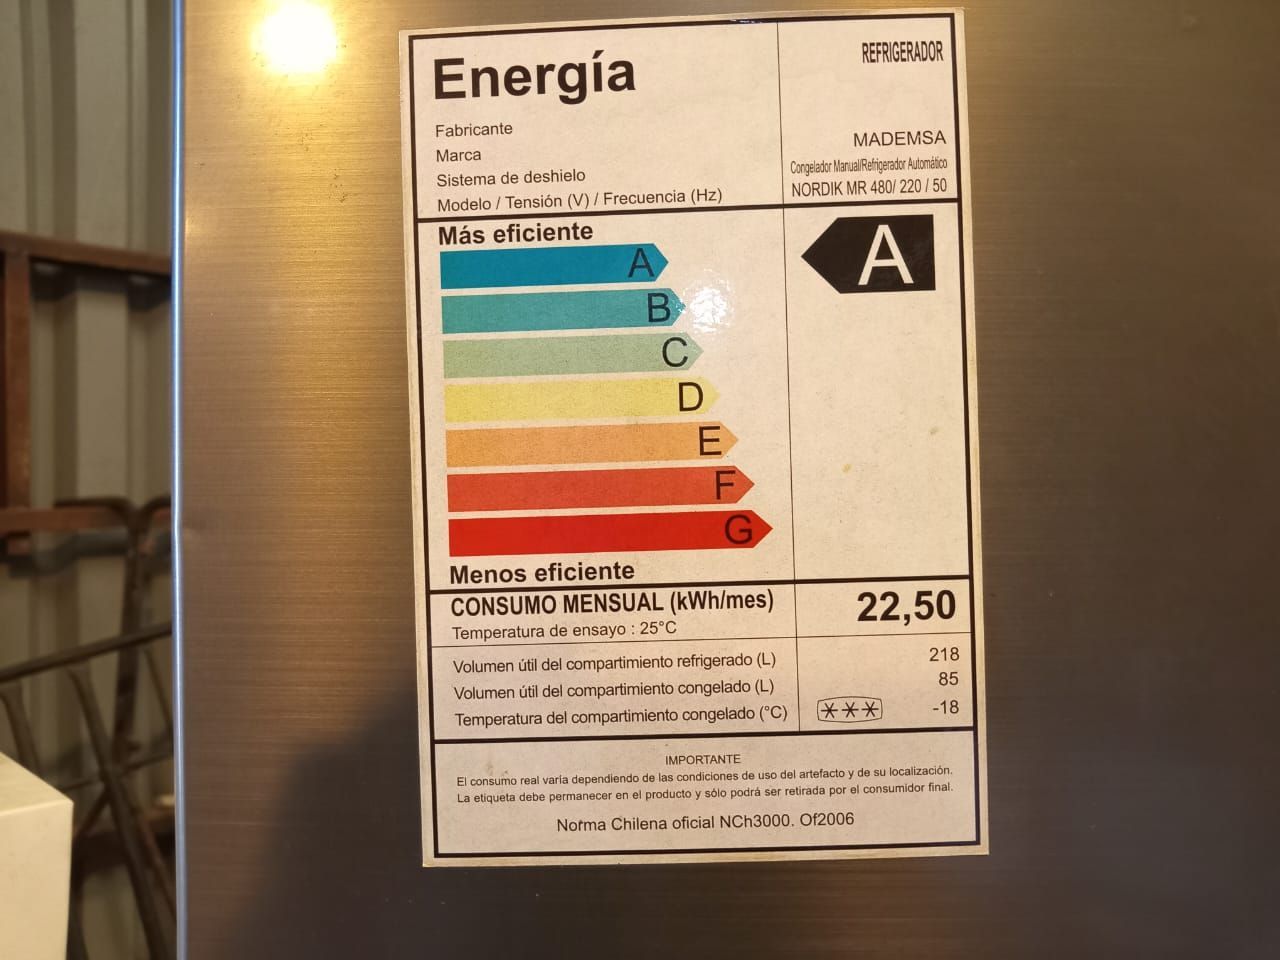 Energía
REFRIGERADOR
Fabricante
Marca MADEMSA
Sistema de deshielo Congelador Manual/Refrigerador Automático
Modelo / Tensión (V) / Frecuencia (Hz) NORDIK MR 480/ 220 / 50
Más eficiente
A A
B
C
D
E
F
G
Menos eficiente
CONSUMO MENSUAL (kWh/mes) 22,50
Temperatura de ensayo : 25°C
Volumen útil del compartimiento refrigerado (L) 218
Volumen útil del compartimiento congelado (L) 85
Temperatura del compartimiento congelado (°C) -18
IMPORTANTE
El consumo real varía dependiendo de las condiciones de uso del artefacto y de su localización.
La etiqueta debe permanecer en el producto y sólo podrá ser retirada por el consumidor final.
Norma Chilena oficial NCh3000. Of2006